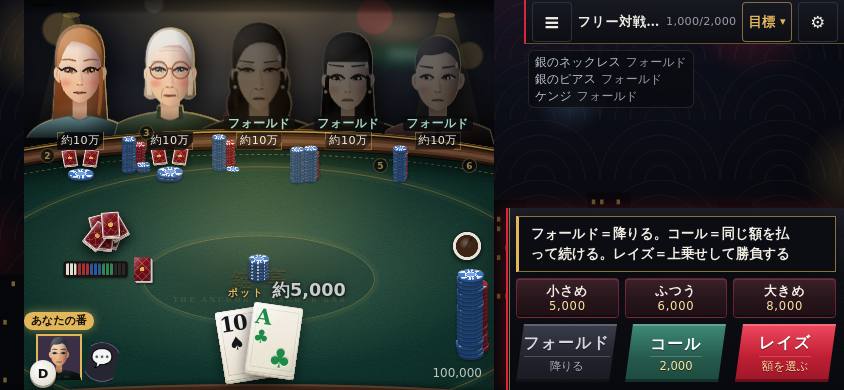 フリー対戦… 1,000/2,000 目標 ▾
銀のネックレス フォールド
銀のピアス フォールド
ケンジ フォールド
フォールド フォールド フォールド
約10万 約10万 約10万 約10万 約10万
2 3 5 6
ポット 約5,000
あなたの番
10 A
D
100,000
フォールド＝降りる。コール＝同じ額を払
って続ける。レイズ＝上乗せして勝負する
小さめ ふつう 大きめ
5,000 6,000 8,000
フォールド コール レイズ
降りる 2,000 額を選ぶ